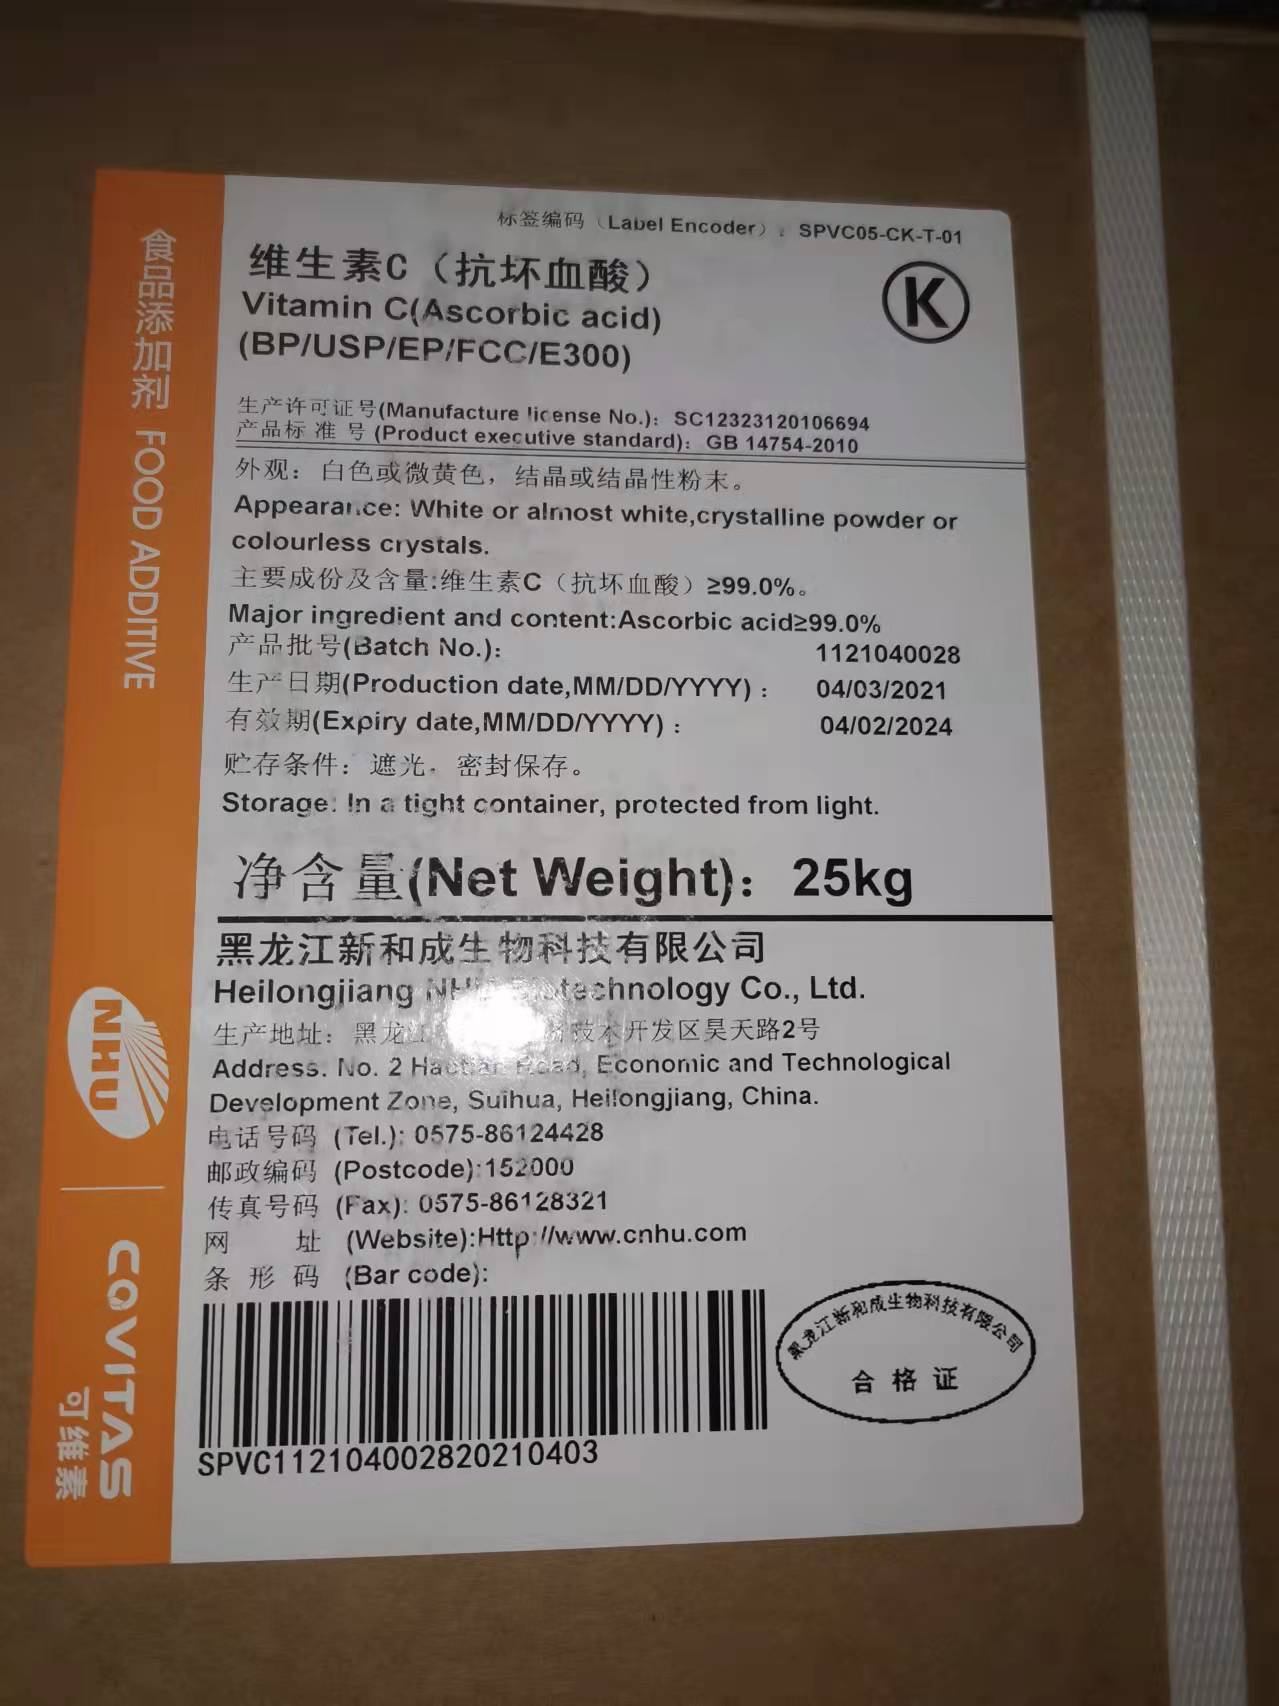 标签编码（Label Encoder）：SPVC05-CK-T-01
维生素C（抗坏血酸）
Vitamin C(Ascorbic acid)
(BP/USP/EP/FCC/E300)
K
生产许可证号(Manufacture license No.)：SC12323120106694
产品标准号(Product executive standard)：GB 14754-2010
外观：白色或微黄色，结晶或结晶性粉末。
Appearance: White or almost white,crystalline powder or
colourless crystals.
主要成份及含量:维生素C（抗坏血酸）≥99.0%。
Major ingredient and content:Ascorbic acid≥99.0%
产品批号(Batch No.)： 1121040028
生产日期(Production date,MM/DD/YYYY)： 04/03/2021
有效期(Expiry date,MM/DD/YYYY)： 04/02/2024
贮存条件：遮光，密封保存。
Storage: In a tight container, protected from light.
净含量(Net Weight)：25kg
黑龙江新和成生物科技有限公司
Heilongjiang NHU Biotechnology Co., Ltd.
生产地址：黑龙江 技术开发区昊天路2号
Address: No. 2 Haotian Road, Economic and Technological
Development Zone, Suihua, Heilongjiang, China.
电话号码 (Tel.): 0575-86124428
邮政编码 (Postcode):152000
传真号码 (Fax): 0575-86128321
网 址 (Website):Http://www.cnhu.com
条 形 码 (Bar code):
SPVC112104002820210403
黑龙江新和成生物科技有限公司
合格证
食品添加剂 FOOD ADDITIVE
NHU
COVITAS
可维素